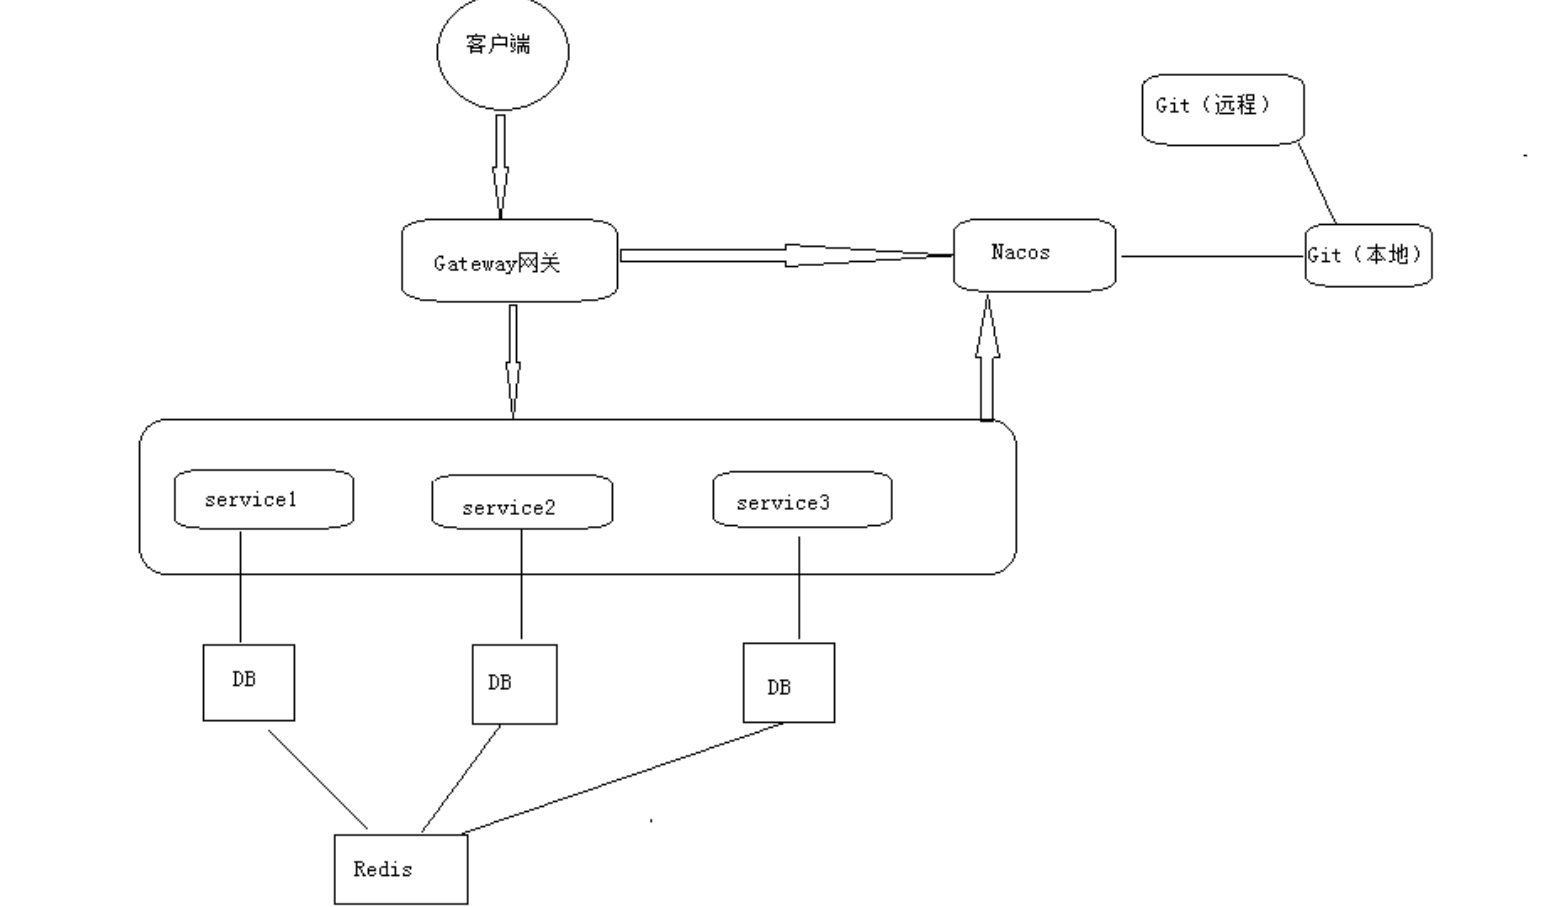 客户端
Git（远程）
Gateway网关
Nacos
Git（本地）
service1
service2
service3
DB
DB
DB
Redis